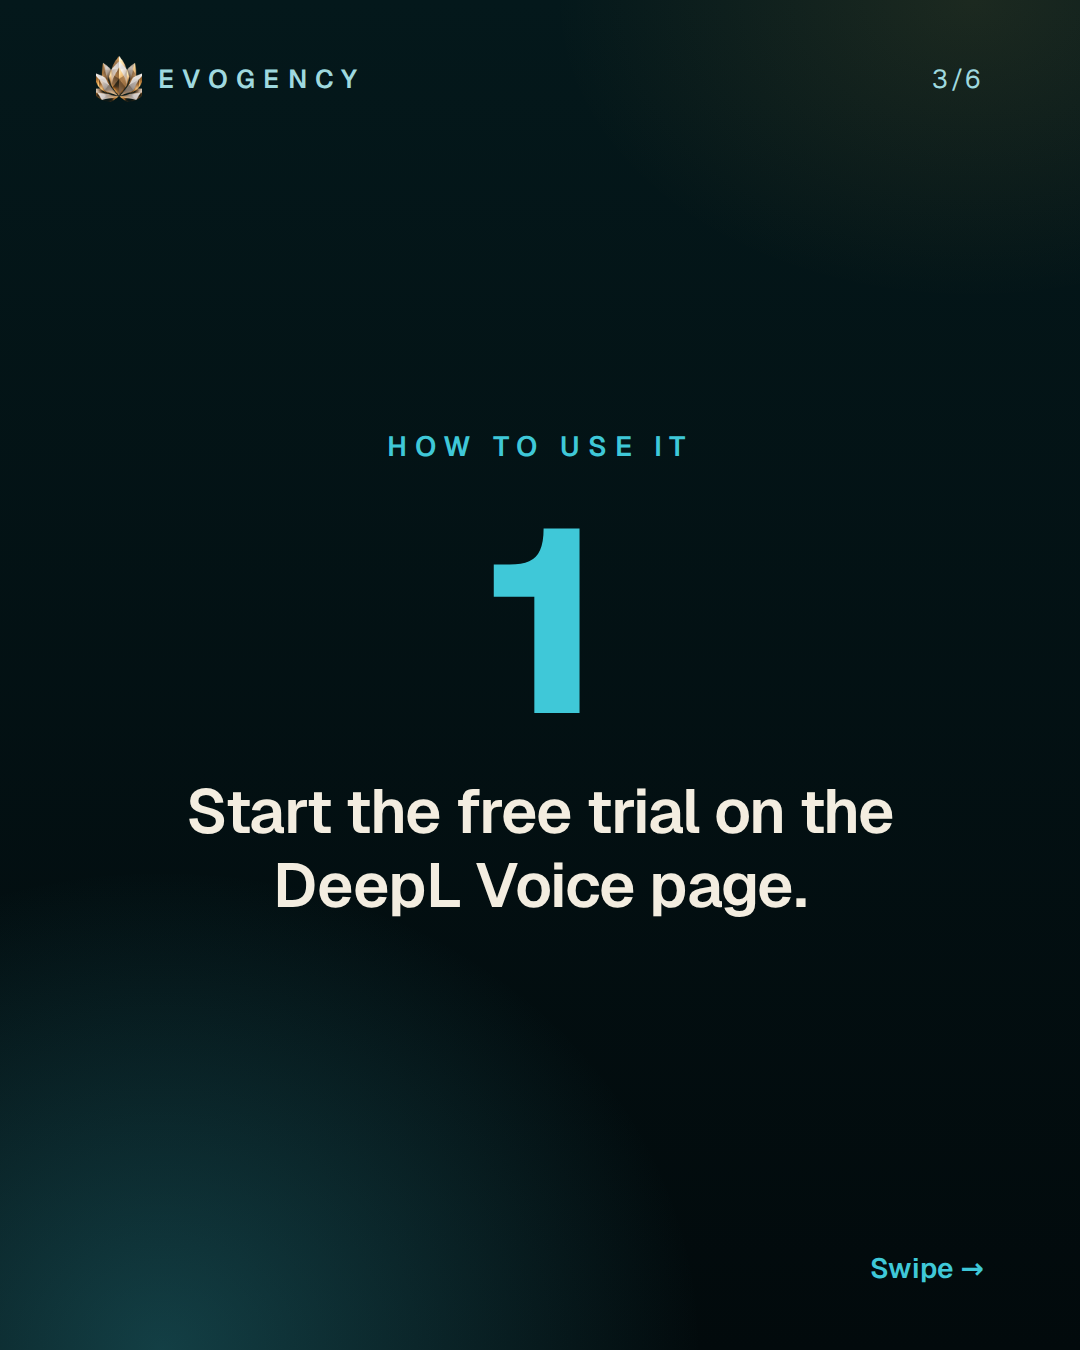 EVOGENCY
3/6
HOW TO USE IT
1
Start the free trial on the
DeepL Voice page.
Swipe →